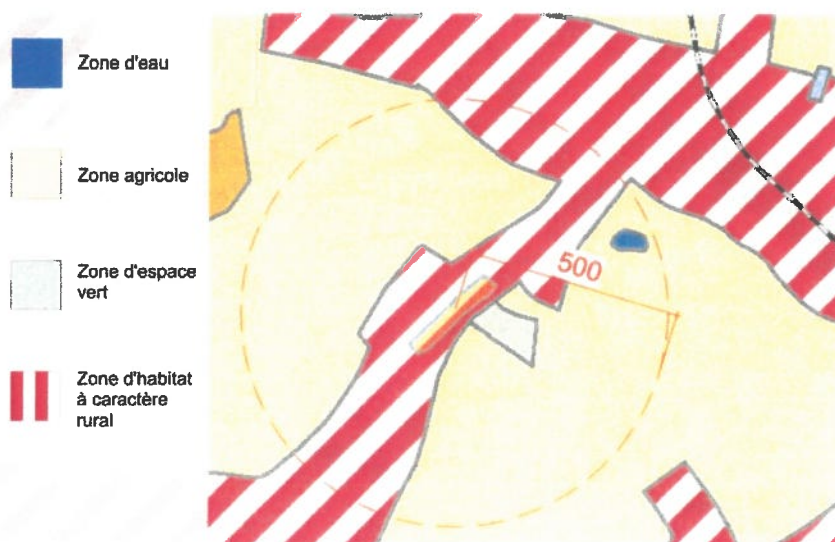 Zone d'eau
Zone agricole
Zone d'espace
vert
Zone d'habitat
à caractère
rural
500